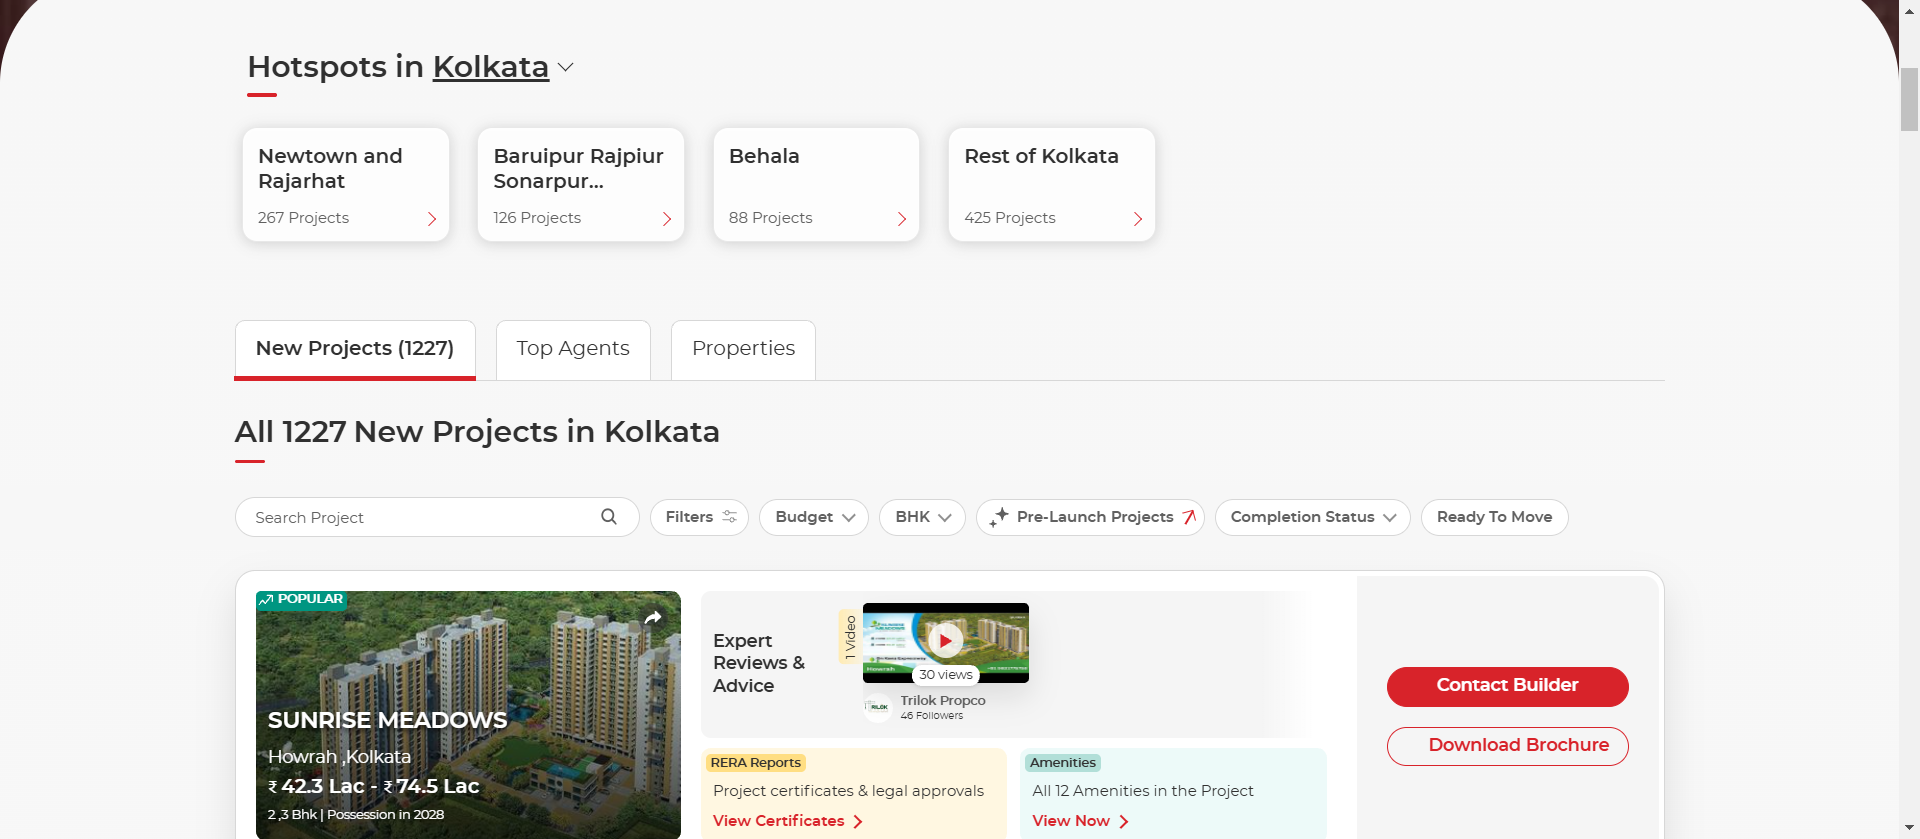 Hotspots in Kolkata
Newtown and
Rajarhat
267 Projects
Baruipur Rajpiur
Sonarpur...
126 Projects
Behala
88 Projects
Rest of Kolkata
425 Projects
New Projects (1227)
Top Agents
Properties
All 1227 New Projects in Kolkata
Search Project
Filters
Budget
BHK
Pre-Launch Projects
Completion Status
Ready To Move
POPULAR
SUNRISE MEADOWS
Howrah ,Kolkata
₹ 42.3 Lac - ₹ 74.5 Lac
2 ,3 Bhk | Possession in 2028
Expert
Reviews &
Advice
1 Video
30 views
Trilok Propco
46 Followers
RERA Reports
Project certificates & legal approvals
View Certificates
Amenities
All 12 Amenities in the Project
View Now
Contact Builder
Download Brochure